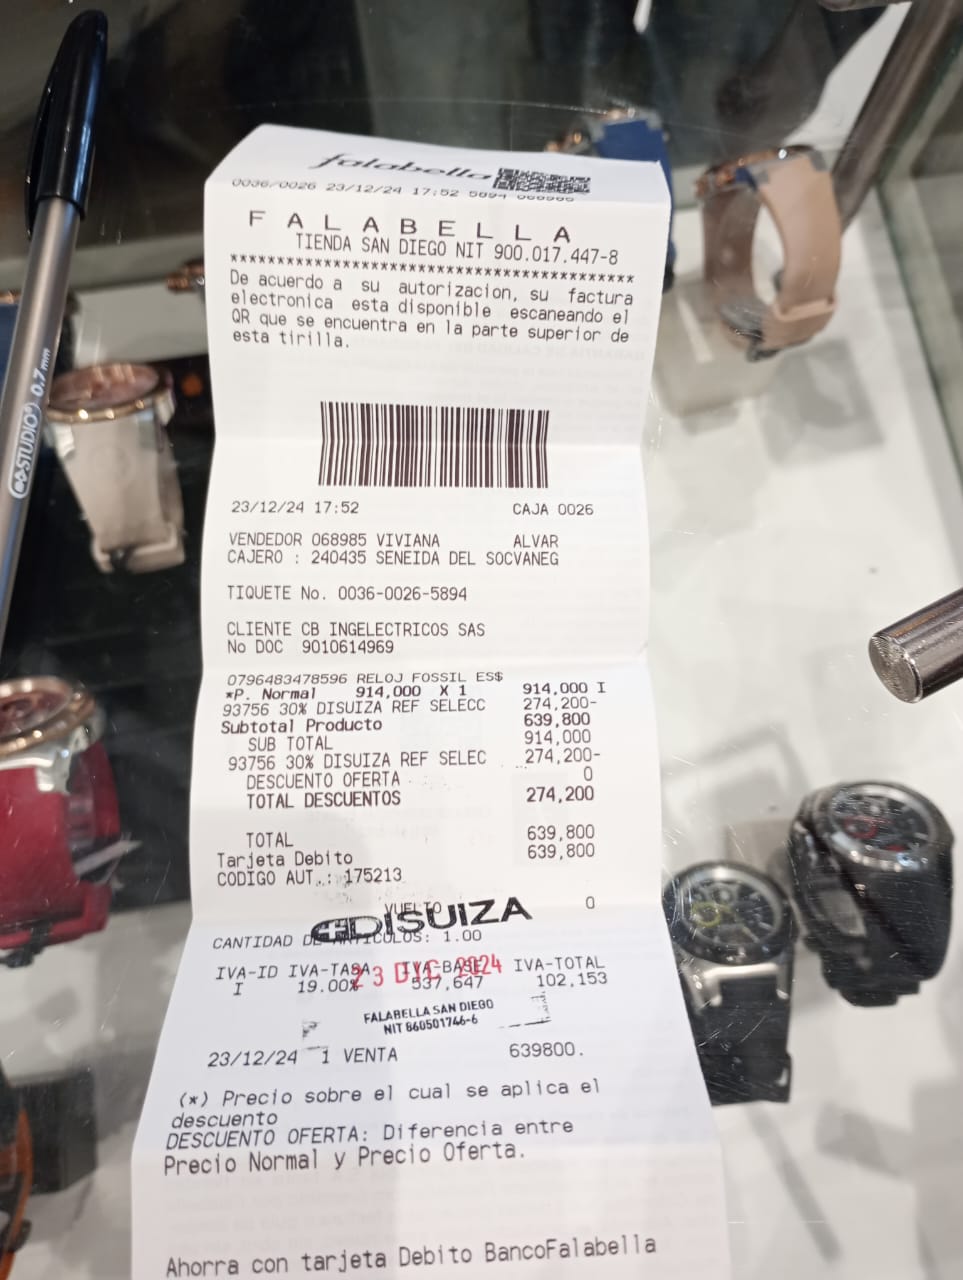 falabella
0036/0026 23/12/24 17:52 5894 068985
FALABELLA
TIENDA SAN DIEGO NIT 900.017.447-8
******************************************
De acuerdo a su autorizacion, su factura
electronica esta disponible escaneando el
QR que se encuentra en la parte superior de
esta tirilla.
23/12/24 17:52 CAJA 0026
VENDEDOR 068985 VIVIANA ALVAR
CAJERO : 240435 SENEIDA DEL SOCVANEG
TIQUETE No. 0036-0026-5894
CLIENTE CB INGELECTRICOS SAS
No DOC 9010614969
0796483478596 RELOJ FOSSIL ES$
*P. Normal 914,000 X 1 914,000 I
93756 30% DISUIZA REF SELECC 274,200-
Subtotal Producto 639,800
SUB TOTAL 914,000
93756 30% DISUIZA REF SELEC 274,200-
DESCUENTO OFERTA 0
TOTAL DESCUENTOS 274,200
TOTAL 639,800
Tarjeta Debito 639,800
CODIGO AUT.: 175213
VUELTO 0
DISUIZA
CANTIDAD DE ARTICULOS: 1.00
IVA-ID IVA-TASA IVA-BASE IVA-TOTAL
23 DIC 2024
I 19.00% 537,647 102,153
FALABELLA SAN DIEGO
NIT 860501746-6
23/12/24 1 VENTA 639800.
(*) Precio sobre el cual se aplica el
descuento
DESCUENTO OFERTA: Diferencia entre
Precio Normal y Precio Oferta.
Ahorra con tarjeta Debito BancoFalabella
STUDIO 0.7mm